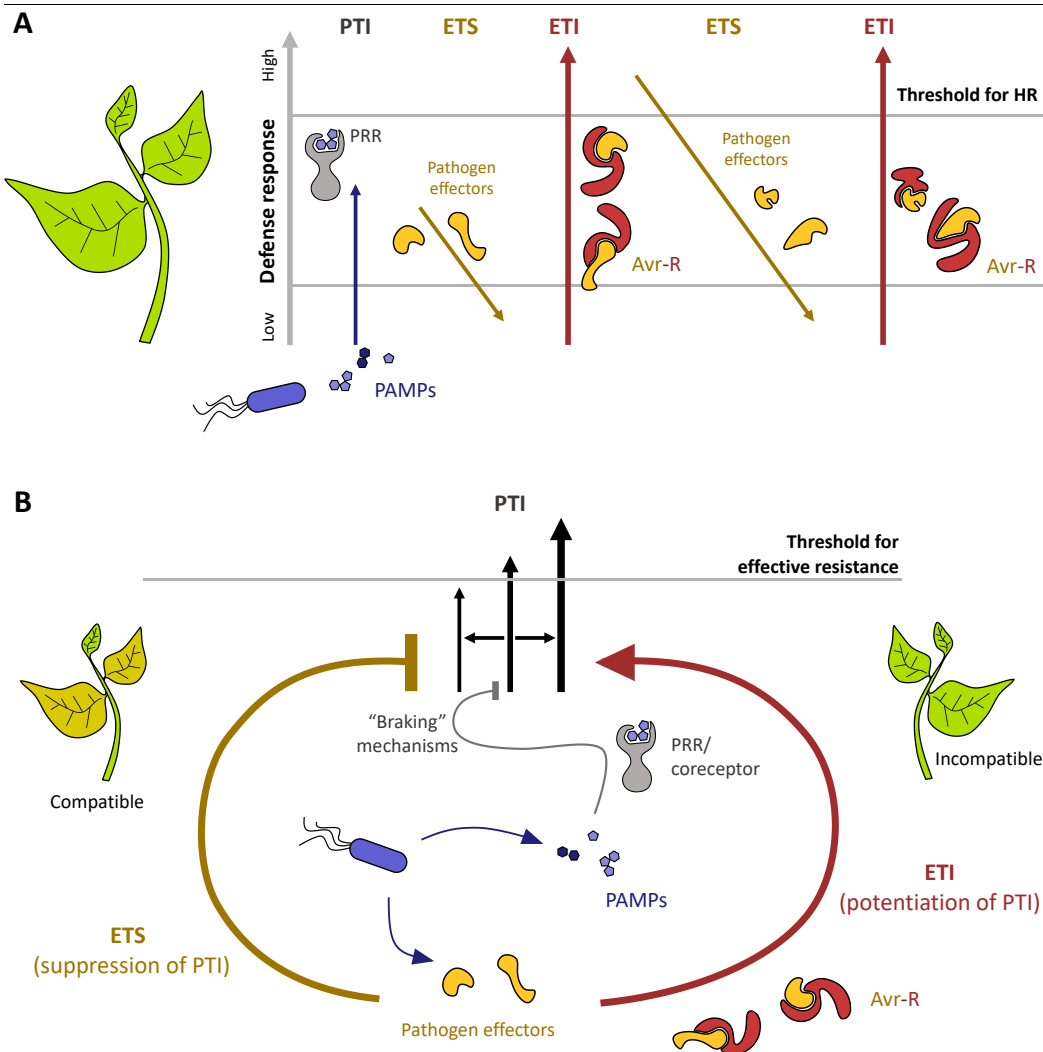 A
PTI
ETS
ETI
ETS
ETI
High
Threshold for HR
PRR
Pathogen
effectors
Pathogen
effectors
Defense response
Avr-R
Avr-R
Low
PAMPs
B
PTI
Threshold for
effective resistance
“Braking”
mechanisms
PRR/
coreceptor
Incompatible
Compatible
ETI
(potentiation of PTI)
PAMPs
ETS
(suppression of PTI)
Avr-R
Pathogen effectors